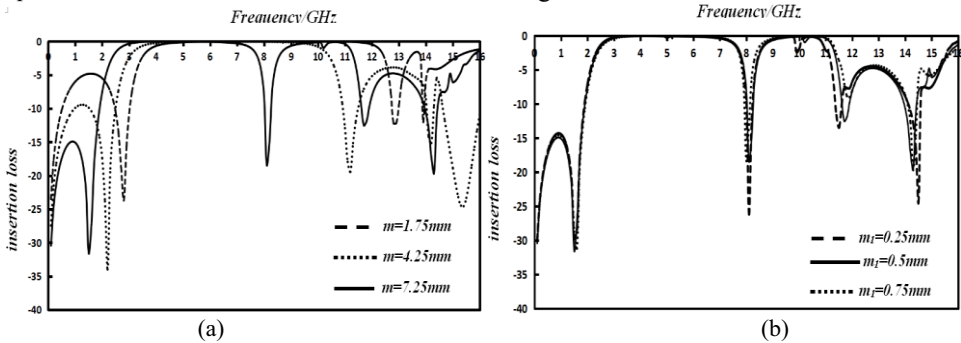 Frequency/GHz
0 1 2 3 4 5 6 7 8 9 10 11 12 13 14 15 16
0
-5
-10
-15
-20
-25
-30
-35
-40
insertion loss
m=1.75mm
m=4.25mm
m=7.25mm
(a)
Frequency/GHz
0 1 2 3 4 5 6 7 8 9 10 11 12 13 14 15 16
0
-5
-10
-15
-20
-25
-30
-35
-40
insertion loss
m₁=0.25mm
m₁=0.5mm
m₁=0.75mm
(b)